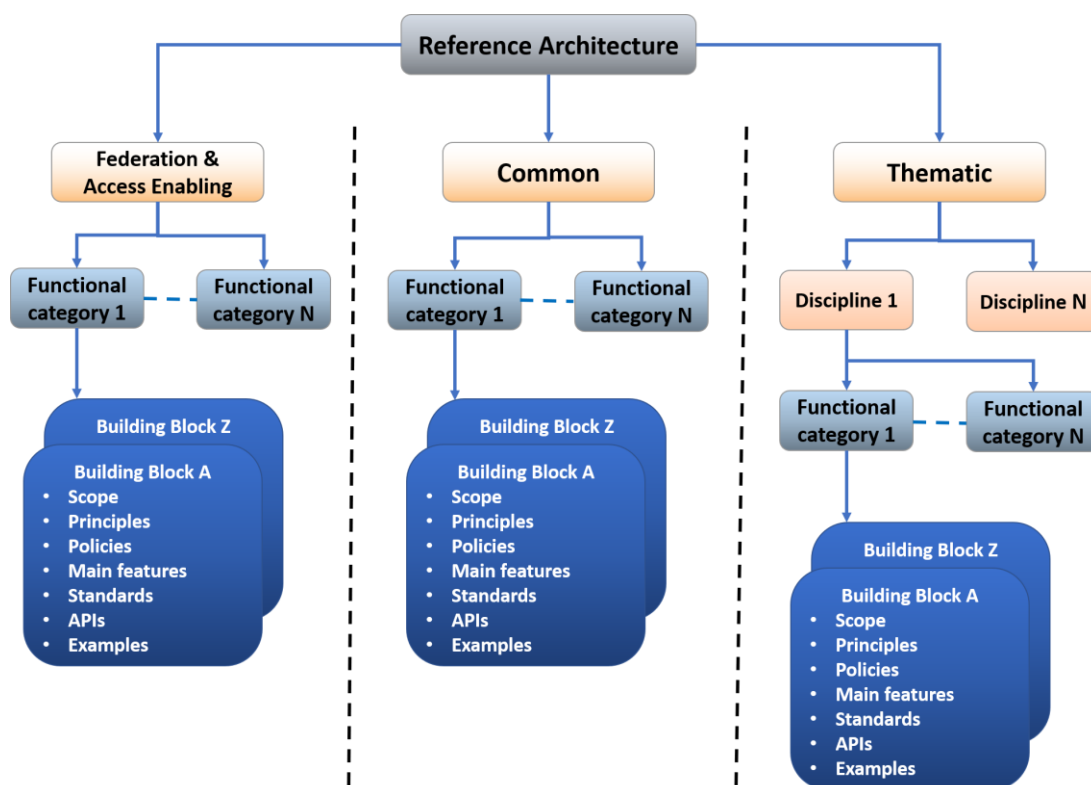 Reference Architecture
Federation &
Access Enabling
Common
Thematic
Functional
category 1
Functional
category N
Functional
category 1
Functional
category N
Discipline 1
Discipline N
Functional
category 1
Functional
category N
Building Block Z
Building Block A
• Scope
• Principles
• Policies
• Main features
• Standards
• APIs
• Examples
Building Block Z
Building Block A
• Scope
• Principles
• Policies
• Main features
• Standards
• APIs
• Examples
Building Block Z
Building Block A
• Scope
• Principles
• Policies
• Main features
• Standards
• APIs
• Examples